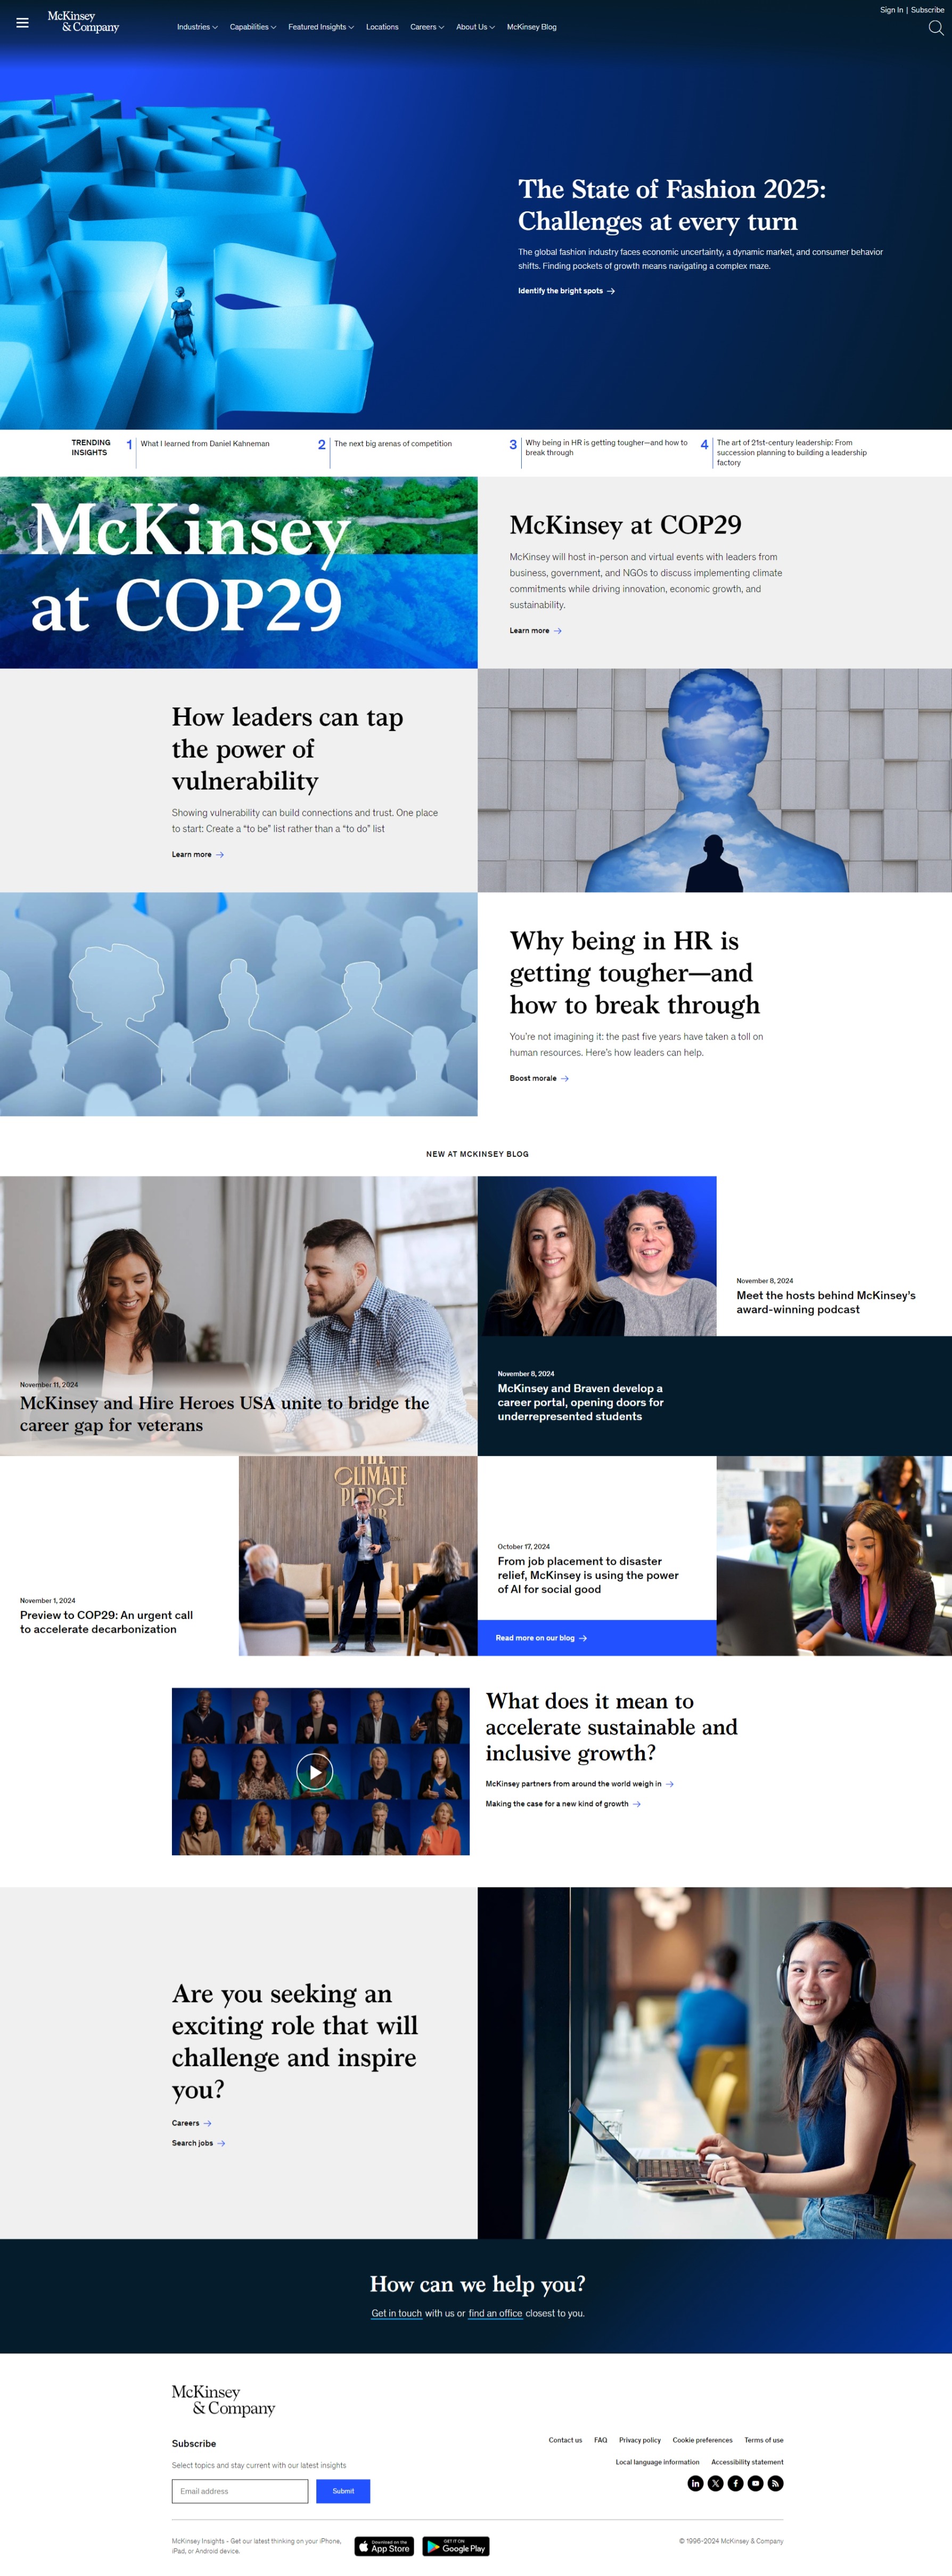 McKinsey
& Company
Industries
Capabilities
Featured Insights
Locations
Careers
About Us
McKinsey Blog
Sign In | Subscribe
The State of Fashion 2025:
Challenges at every turn
The global fashion industry faces economic uncertainty, a dynamic market, and consumer behavior
shifts. Finding pockets of growth means navigating a complex maze.
Identify the bright spots
TRENDING
INSIGHTS
1
What I learned from Daniel Kahneman
2
The next big arenas of competition
3
Why being in HR is getting tougher—and how to
break through
4
The art of 21st-century leadership: From
succession planning to building a leadership
factory
McKinsey
at COP29
McKinsey at COP29
McKinsey will host in-person and virtual events with leaders from
business, government, and NGOs to discuss implementing climate
commitments while driving innovation, economic growth, and
sustainability.
Learn more
How leaders can tap
the power of
vulnerability
Showing vulnerability can build connections and trust. One place
to start: Create a “to be” list rather than a “to do” list
Learn more
Why being in HR is
getting tougher—and
how to break through
You’re not imagining it: the past five years have taken a toll on
human resources. Here’s how leaders can help.
Boost morale
NEW AT MCKINSEY BLOG
November 11, 2024
McKinsey and Hire Heroes USA unite to bridge the
career gap for veterans
November 8, 2024
Meet the hosts behind McKinsey’s
award-winning podcast
November 8, 2024
McKinsey and Braven develop a
career portal, opening doors for
underrepresented students
November 1, 2024
Preview to COP29: An urgent call
to accelerate decarbonization
THE
CLIMATE
PLEDGE
October 17, 2024
From job placement to disaster
relief, McKinsey is using the power
of AI for social good
Read more on our blog
What does it mean to
accelerate sustainable and
inclusive growth?
McKinsey partners from around the world weigh in
Making the case for a new kind of growth
Are you seeking an
exciting role that will
challenge and inspire
you?
Careers
Search jobs
How can we help you?
Get in touch with us or find an office closest to you.
McKinsey
& Company
Subscribe
Select topics and stay current with our latest insights
Email address
Submit
Contact us
FAQ
Privacy policy
Cookie preferences
Terms of use
Local language information
Accessibility statement
McKinsey Insights - Get our latest thinking on your iPhone,
iPad, or Android device.
Download on the
App Store
GET IT ON
Google Play
© 1996-2024 McKinsey & Company